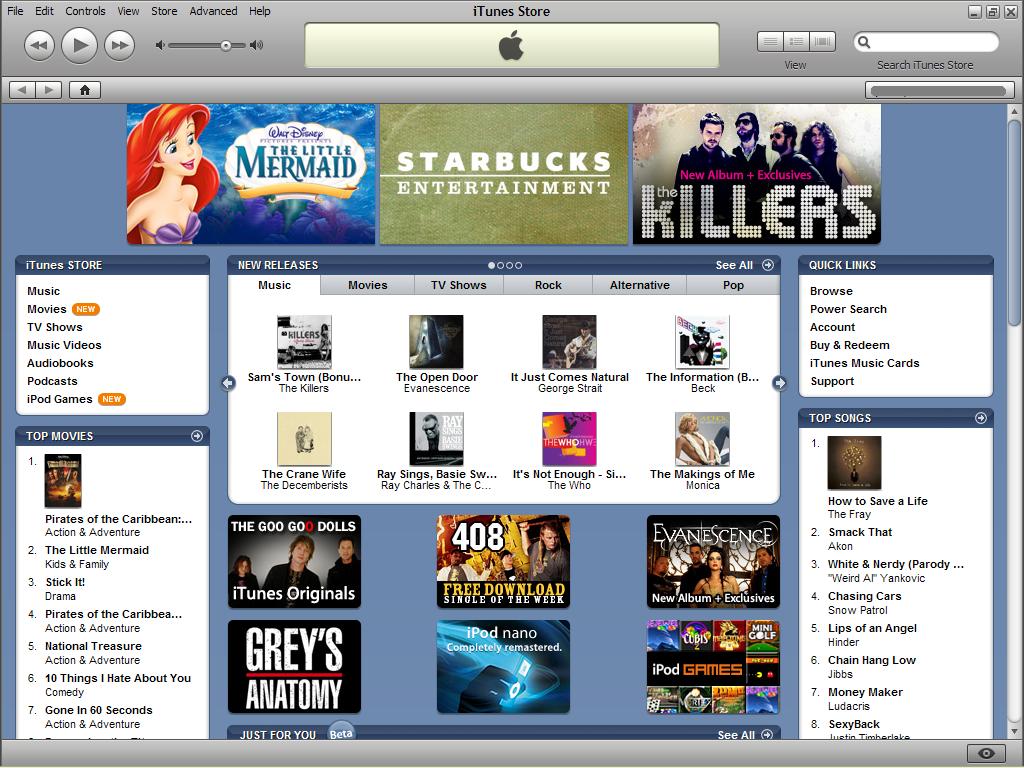 File Edit Controls View Store Advanced Help
iTunes Store
View
Search iTunes Store
WALT DISNEY
PICTURES PRESENTS
THE LITTLE
MERMAID
STARBUCKS
ENTERTAINMENT
New Album + Exclusives
the
KILLERS
iTunes STORE
Music
Movies NEW
TV Shows
Music Videos
Audiobooks
Podcasts
iPod Games NEW
TOP MOVIES
1.
Pirates of the Caribbean:...
Action & Adventure
2. The Little Mermaid
Kids & Family
3. Stick It!
Drama
4. Pirates of the Caribbea...
Action & Adventure
5. National Treasure
Action & Adventure
6. 10 Things I Hate About You
Comedy
7. Gone In 60 Seconds
Action & Adventure
NEW RELEASES
See All
Music Movies TV Shows Rock Alternative Pop
KILLERS
Sam's Town (Bonu...
The Killers
The Open Door
Evanescence
It Just Comes Natural
George Strait
BECK
The Information (B...
Beck
The Crane Wife
The Decemberists
RAY
SINGS
BASIE
SWINGS
Ray Sings, Basie Sw...
Ray Charles & The C...
THEWHO
It's Not Enough - Si...
The Who
MONICA
The Makings of Me
Monica
THE GOO GOO DOLLS
iTunes Originals
408
FREE DOWNLOAD
SINGLE OF THE WEEK
EVANESCENCE
New Album + Exclusives
GREY'S
ANATOMY
iPod nano
Completely remastered.
CUBIS
2
MINI
GOLF
iPod GAMES
VORTEX
JUST FOR YOU Beta
See All
QUICK LINKS
Browse
Power Search
Account
Buy & Redeem
iTunes Music Cards
Support
TOP SONGS
1.
How to Save a Life
The Fray
2. Smack That
Akon
3. White & Nerdy (Parody ...
"Weird Al" Yankovic
4. Chasing Cars
Snow Patrol
5. Lips of an Angel
Hinder
6. Chain Hang Low
Jibbs
7. Money Maker
Ludacris
8. SexyBack
Justin Timberlake